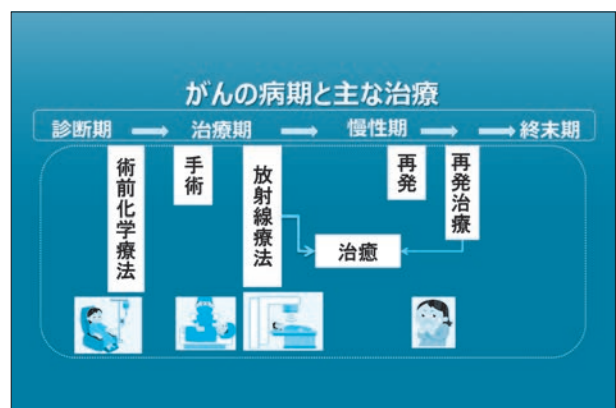 がんの病期と主な治療
診断期 → 治療期 → 慢性期 → → 終末期
術前化学療法
手術
放射線療法
再発
再発治療
治癒